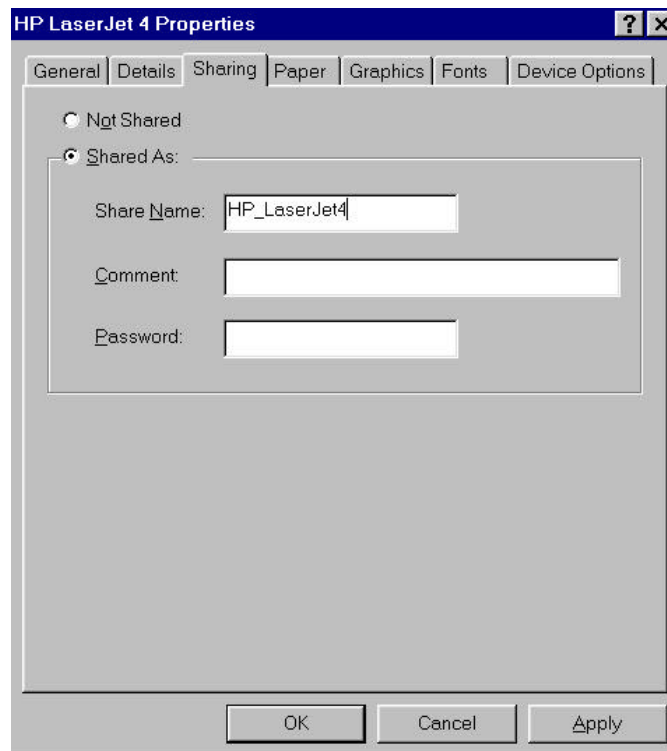 HP LaserJet 4 Properties ? ×
General Details Sharing Paper Graphics Fonts Device Options
Not Shared
Shared As:
Share Name: HP_LaserJet4
Comment:
Password:
OK Cancel Apply